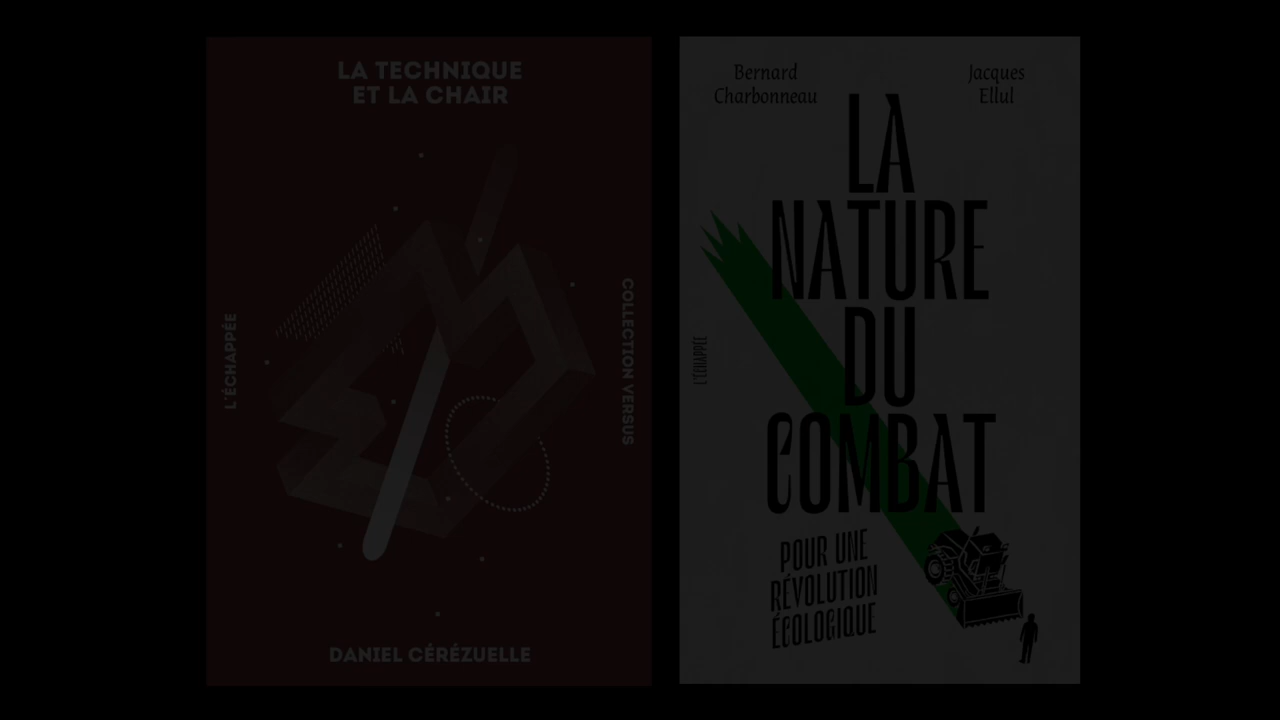 LA TECHNIQUE
ET LA CHAIR
L'ÉCHAPPÉE
COLLECTION VERSUS
DANIEL CÉRÉZUELLE
Bernard
Charbonneau
Jacques
Ellul
LA
NATURE
DU
COMBAT
L'ÉCHAPPÉE
POUR UNE
RÉVOLUTION
ÉCOLOGIQUE